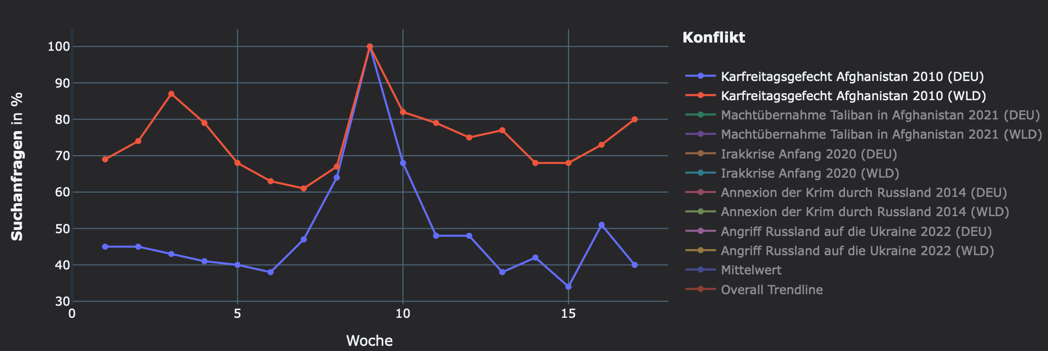 Konflikt
Karfreitagsgefecht Afghanistan 2010 (DEU)
Karfreitagsgefecht Afghanistan 2010 (WLD)
Machtübernahme Taliban in Afghanistan 2021 (DEU)
Machtübernahme Taliban in Afghanistan 2021 (WLD)
Irakkrise Anfang 2020 (DEU)
Irakkrise Anfang 2020 (WLD)
Annexion der Krim durch Russland 2014 (DEU)
Annexion der Krim durch Russland 2014 (WLD)
Angriff Russland auf die Ukraine 2022 (DEU)
Angriff Russland auf die Ukraine 2022 (WLD)
Mittelwert
Overall Trendline
Suchanfragen in %
100
90
80
70
60
50
40
30
0 5 10 15
Woche